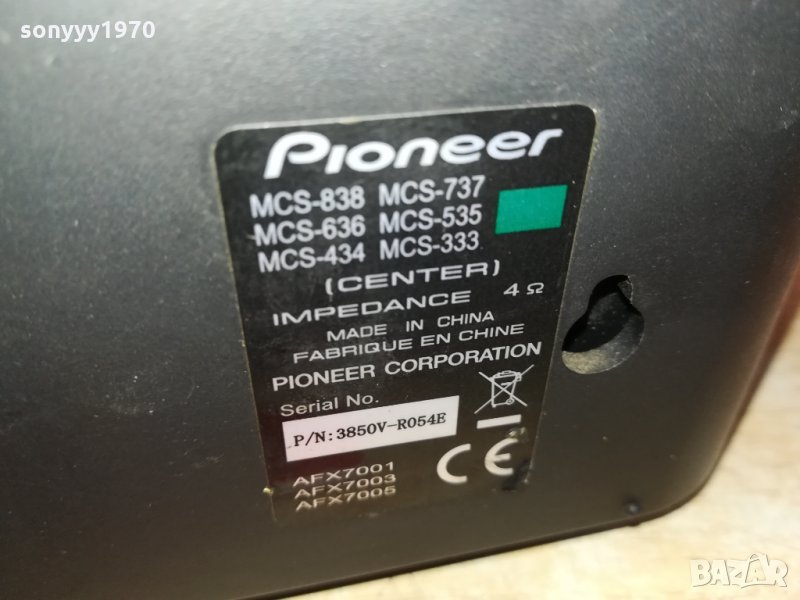 sonyyy1970
Pioneer
MCS-838 MCS-737
MCS-636 MCS-535
MCS-434 MCS-333
(CENTER)
IMPEDANCE 4 Ω
MADE IN CHINA
FABRIQUE EN CHINE
PIONEER CORPORATION
Serial No.
P/N:3850V-R054E
CE
AFX7001
AFX7003
AFX7005
BAZAR